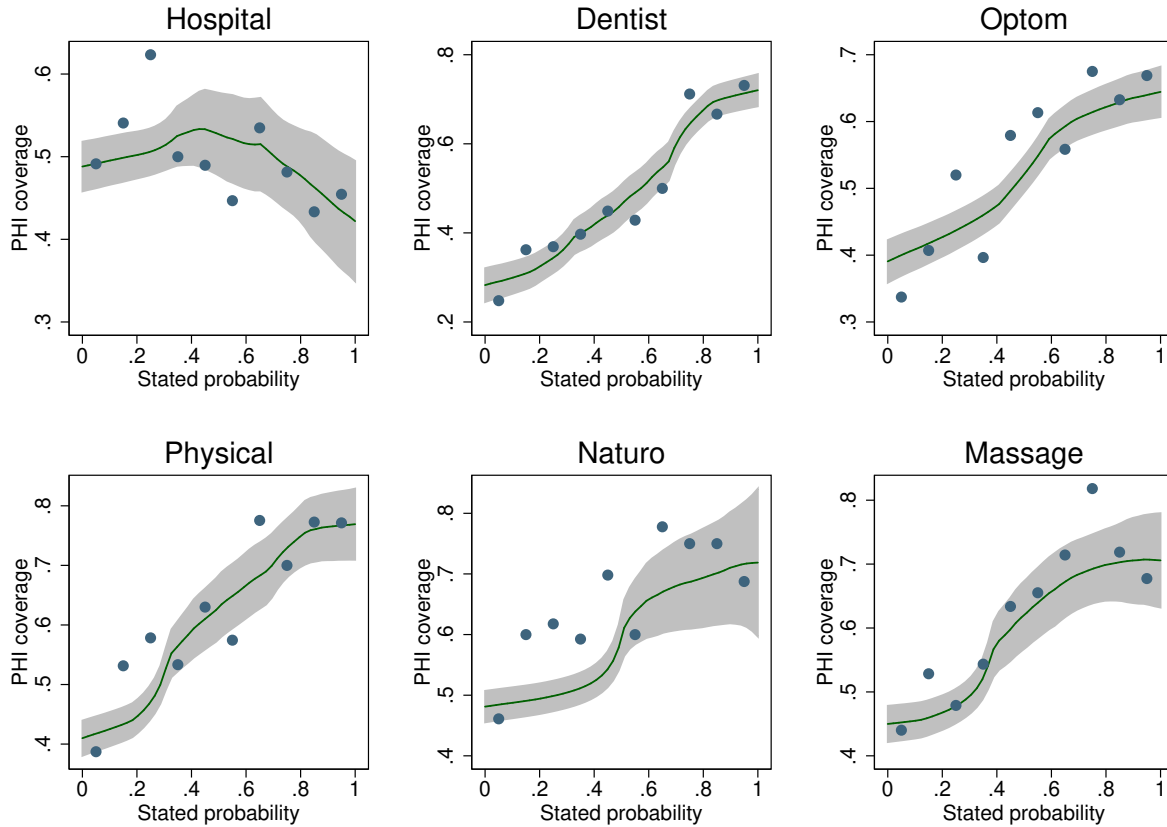 Hospital
.6
.5
.4
.3
PHI coverage
0 .2 .4 .6 .8 1
Stated probability
Dentist
.8
.6
.4
.2
PHI coverage
0 .2 .4 .6 .8 1
Stated probability
Optom
.7
.6
.5
.4
.3
PHI coverage
0 .2 .4 .6 .8 1
Stated probability
Physical
.8
.7
.6
.5
.4
PHI coverage
0 .2 .4 .6 .8 1
Stated probability
Naturo
.8
.7
.6
.5
.4
PHI coverage
0 .2 .4 .6 .8 1
Stated probability
Massage
.8
.7
.6
.5
.4
PHI coverage
0 .2 .4 .6 .8 1
Stated probability